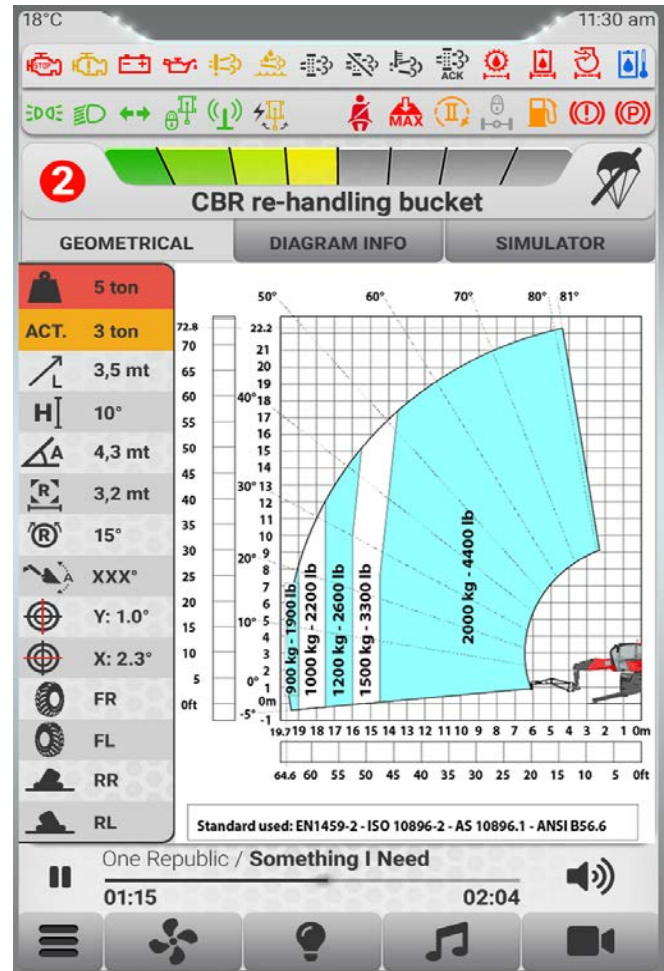 18°C 11:30 am
STOP
ACK
MAX
II
P
2
CBR re-handling bucket
GEOMETRICAL DIAGRAM INFO SIMULATOR
5 ton
ACT. 3 ton
L 3,5 mt
H 10°
A 4,3 mt
R 3,2 mt
R 15°
A XXX°
Y: 1.0°
X: 2.3°
FR
FL
RR
RL
50° 60° 70° 80° 81°
40°
30°
20°
10°
0°
-5°
72.8
70
65
60
55
50
45
40
35
30
25
20
15
10
5
0ft
22.2
21
20
19
18
17
16
15
14
13
12
11
10
9
8
7
6
5
4
3
2
1
0m
-1
900 kg - 1900 lb
1000 kg - 2200 lb
1200 kg - 2600 lb
1500 kg - 3300 lb
2000 kg - 4400 lb
19.7 19 18 17 16 15 14 13 12 11 10 9 8 7 6 5 4 3 2 1 0m
64.6 60 55 50 45 40 35 30 25 20 15 10 5 0ft
Standard used: EN1459-2 - ISO 10896-2 - AS 10896.1 - ANSI B56.6
One Republic / Something I Need
01:15 02:04